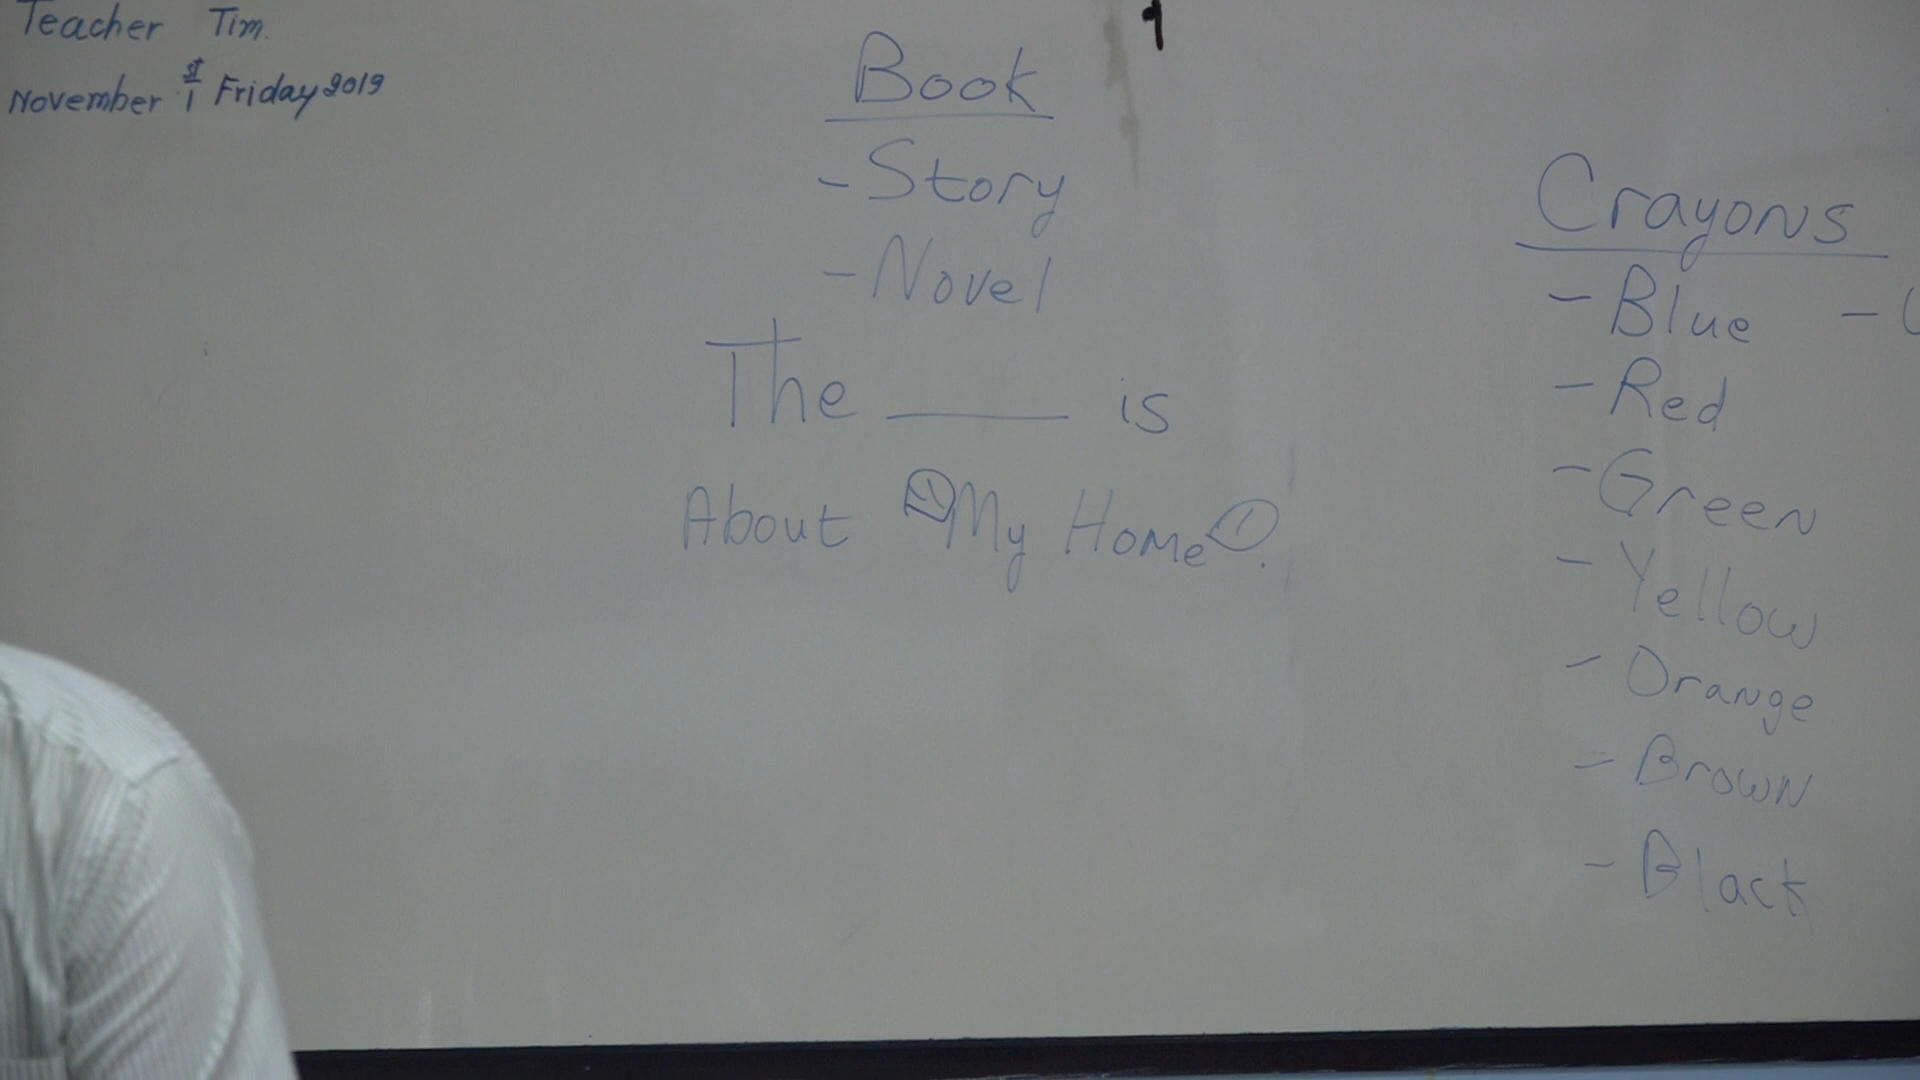 Teacher Tim.
November 1st Friday 2019
Book
- Story
- Novel
The ____ is
About My Home.
Crayons
- Blue -
- Red
- Green
- Yellow
- Orange
- Brown
- Black